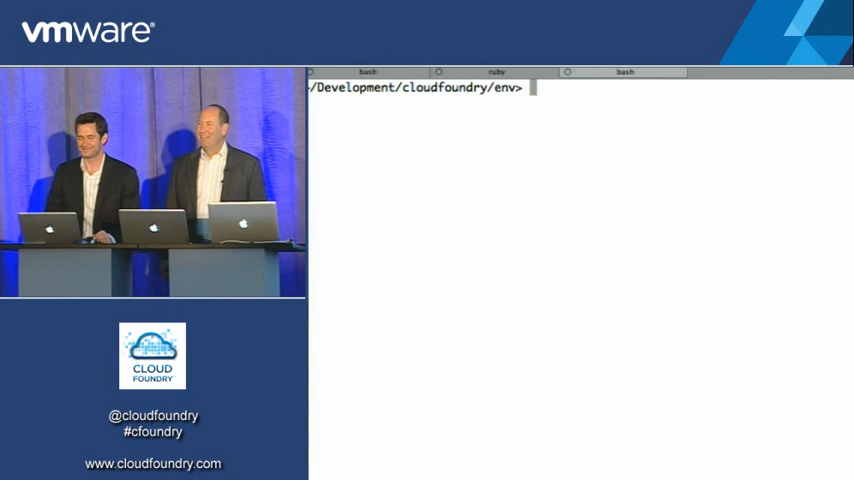 vmware®
bash
ruby
bash
/Development/cloudfoundry/env>
CLOUD
FOUNDRY
@cloudfoundry
#cfoundry
www.cloudfoundry.com